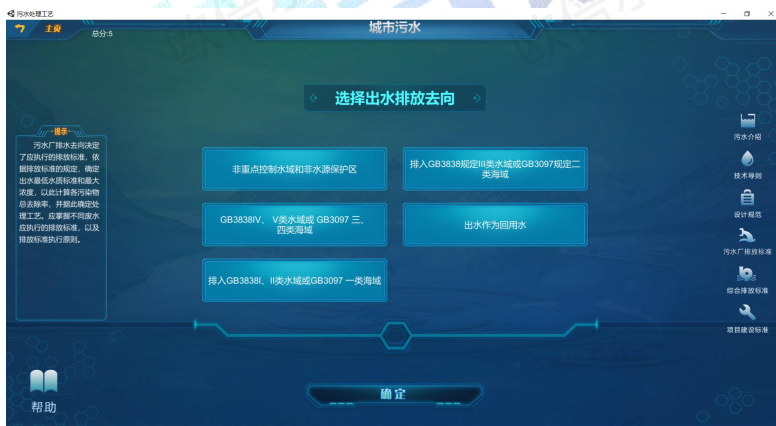 污水处理工艺
主页
总分:5
城市污水
选择出水排放去向
提示
污水厂排水去向决定
了应执行的排放标准，依
据排放标准的规定，确定
出水最低水质标准和最大
浓度，以此计算各污染物
总去除率，并据此确定处
理工艺。应掌握不同废水
应执行的排放标准，以及
排放标准执行原则。
非重点控制水域和非水源保护区
排入GB3838规定III类水域或GB3097规定二
类海域
GB3838IV、 V类水域或 GB3097 三、
四类海域
出水作为回用水
排入GB3838I、II类水域或GB3097 一类海域
污水介绍
技术导则
设计规范
污水厂排放标准
综合排放标准
项目建设标准
帮助
确定